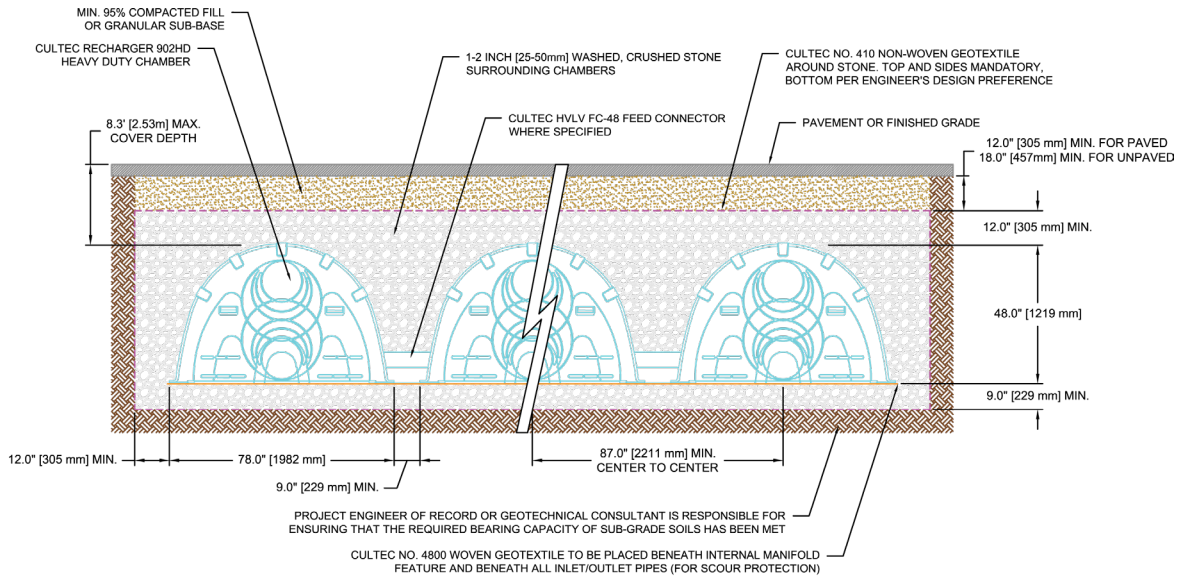 MIN. 95% COMPACTED FILL
OR GRANULAR SUB-BASE
CULTEC RECHARGER 902HD
HEAVY DUTY CHAMBER
8.3' [2.53m] MAX.
COVER DEPTH
1-2 INCH [25-50mm] WASHED, CRUSHED STONE
SURROUNDING CHAMBERS
CULTEC HVLV FC-48 FEED CONNECTOR
WHERE SPECIFIED
CULTEC NO. 410 NON-WOVEN GEOTEXTILE
AROUND STONE. TOP AND SIDES MANDATORY,
BOTTOM PER ENGINEER'S DESIGN PREFERENCE
PAVEMENT OR FINISHED GRADE
12.0" [305 mm] MIN. FOR PAVED
18.0" [457mm] MIN. FOR UNPAVED
12.0" [305 mm] MIN.
48.0" [1219 mm]
9.0" [229 mm] MIN.
12.0" [305 mm] MIN.
78.0" [1982 mm]
9.0" [229 mm] MIN.
87.0" [2211 mm] MIN.
CENTER TO CENTER
PROJECT ENGINEER OF RECORD OR GEOTECHNICAL CONSULTANT IS RESPONSIBLE FOR
ENSURING THAT THE REQUIRED BEARING CAPACITY OF SUB-GRADE SOILS HAS BEEN MET
CULTEC NO. 4800 WOVEN GEOTEXTILE TO BE PLACED BENEATH INTERNAL MANIFOLD
FEATURE AND BENEATH ALL INLET/OUTLET PIPES (FOR SCOUR PROTECTION)